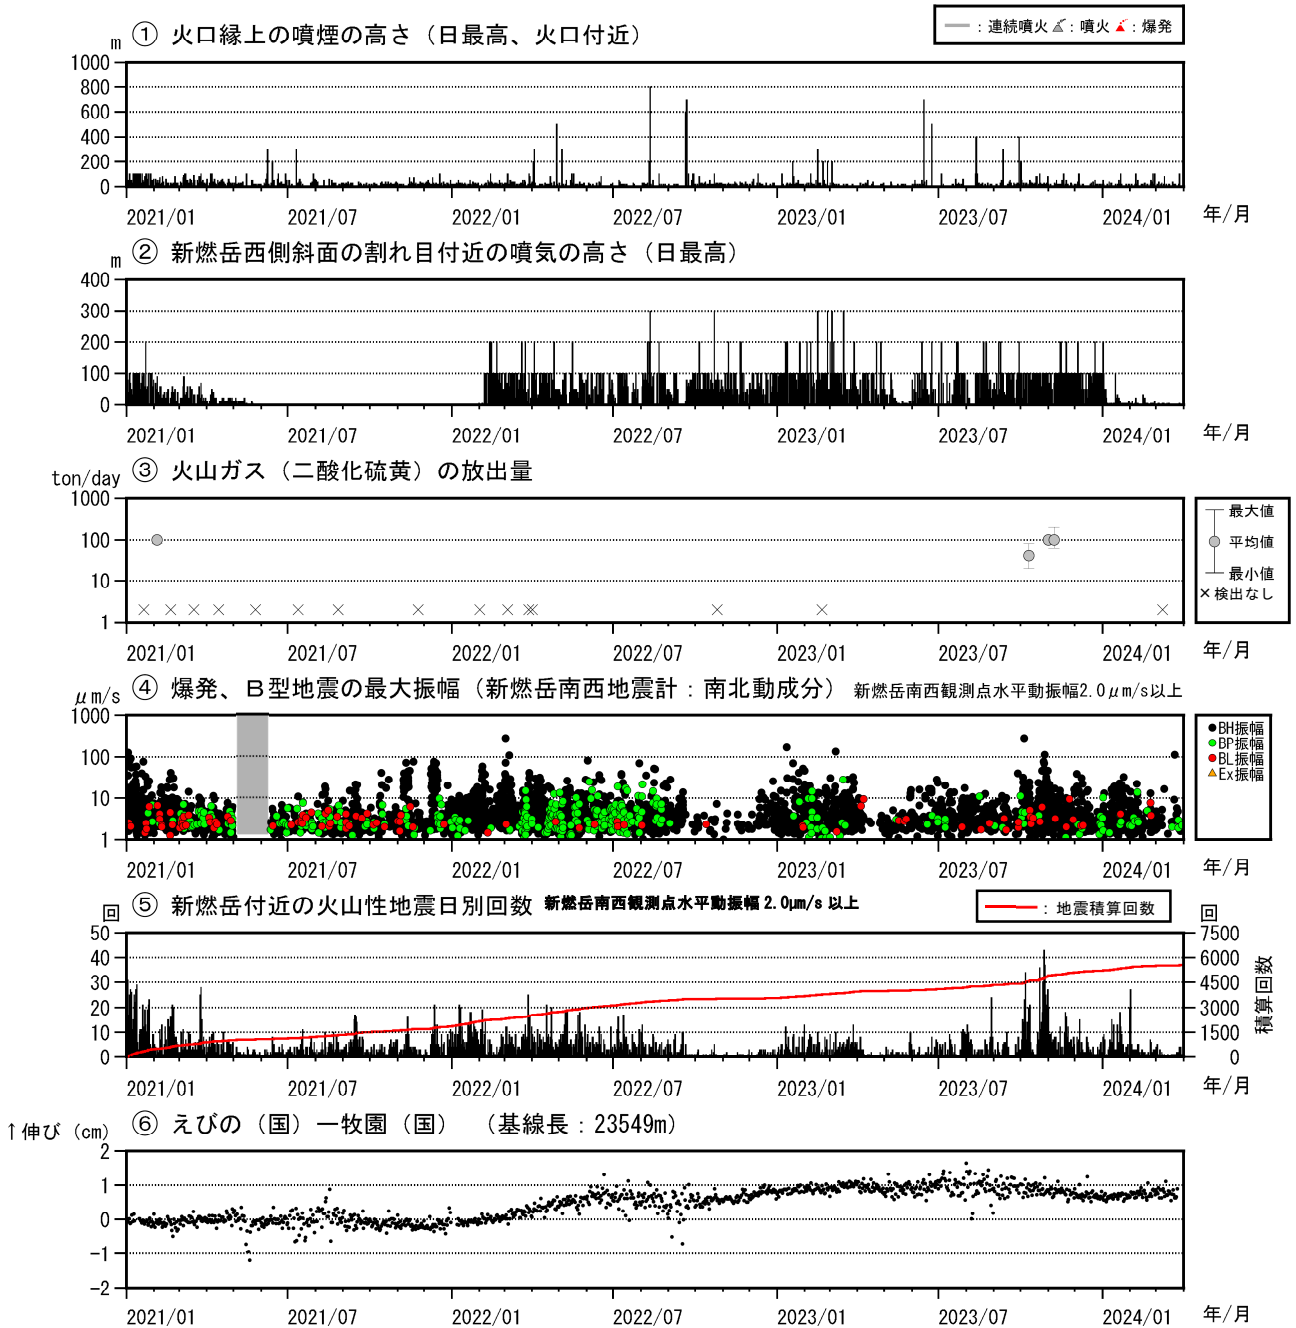 ① 火口縁上の噴煙の高さ（日最高、火口付近）
：連続噴火 ：噴火 ：爆発
m
1000
800
600
400
200
0
2021/01 2021/07 2022/01 2022/07 2023/01 2023/07 2024/01 年/月
② 新燃岳西側斜面の割れ目付近の噴気の高さ（日最高）
m
400
300
200
100
0
2021/01 2021/07 2022/01 2022/07 2023/01 2023/07 2024/01 年/月
③ 火山ガス（二酸化硫黄）の放出量
ton/day
1000
100
10
1
最大値
平均値
最小値
×検出なし
2021/01 2021/07 2022/01 2022/07 2023/01 2023/07 2024/01 年/月
④ 爆発、Ｂ型地震の最大振幅（新燃岳南西地震計：南北動成分） 新燃岳南西観測点水平動振幅2.0μm/s以上
μm/s
1000
100
10
1
BH振幅
BP振幅
BL振幅
Ex振幅
2021/01 2021/07 2022/01 2022/07 2023/01 2023/07 2024/01 年/月
⑤ 新燃岳付近の火山性地震日別回数 新燃岳南西観測点水平動振幅 2.0μm/s 以上
：地震積算回数
回
50
40
30
20
10
0
回
7500
6000
4500
3000
1500
0
積算回数
2021/01 2021/07 2022/01 2022/07 2023/01 2023/07 2024/01 年/月
⑥ えびの（国）－牧園（国） （基線長：23549m）
↑伸び（cm）
2
1
0
-1
-2
2021/01 2021/07 2022/01 2022/07 2023/01 2023/07 2024/01 年/月